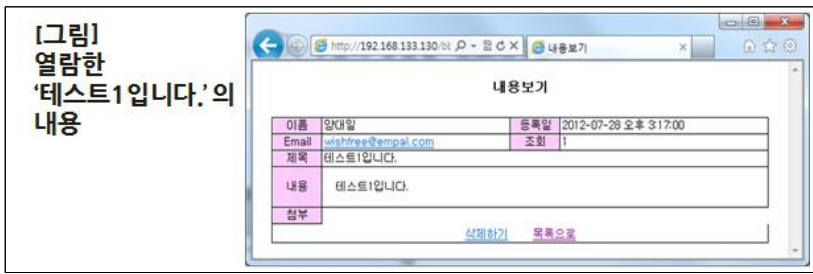 [그림]
열람한
‘테스트1입니다.’의
내용
http://192.168.133.130/bt
내용보기
내용보기
이름 양대일 등록일 2012-07-28 오후 3:17:00
Email wishfree@empal.com 조회 1
제목 테스트1입니다.
내용 테스트1입니다.
첨부
삭제하기 목록으로